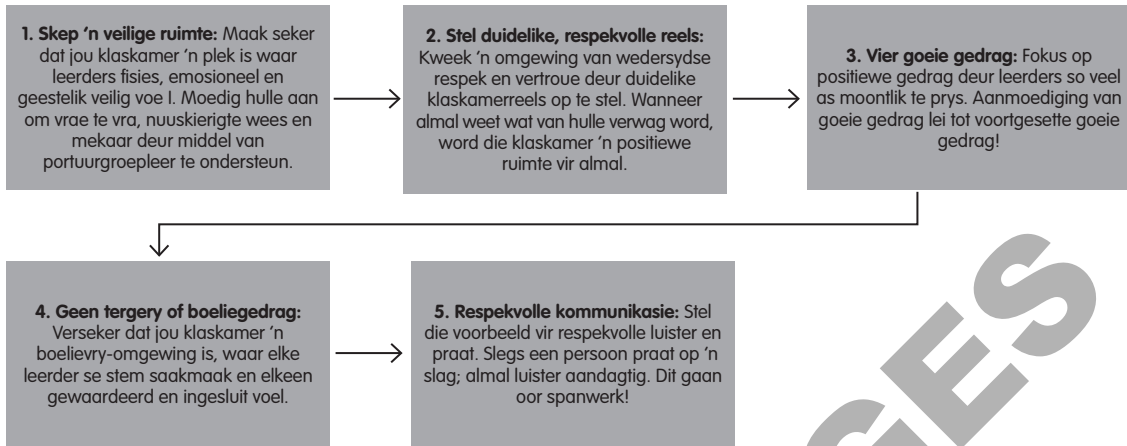 1. Skep ’n veilige ruimte: Maak seker
dat jou klaskamer ’n plek is waar
leerders fisies, emosioneel en
geestelik veilig voe l. Moedig hulle aan
om vrae te vra, nuuskierigte wees en
mekaar deur middel van
portuurgroepleer te ondersteun.
2. Stel duidelike, respekvolle reels:
Kweek ’n omgewing van wedersydse
respek en vertroue deur duidelike
klaskamerreels op te stel. Wanneer
almal weet wat van hulle verwag word,
word die klaskamer ’n positiewe
ruimte vir almal.
3. Vier goeie gedrag: Fokus op
positiewe gedrag deur leerders so veel
as moontlik te prys. Aanmoediging van
goeie gedrag lei tot voortgesette goeie
gedrag!
4. Geen tergery of boeliegedrag:
Verseker dat jou klaskamer ’n
boelievry-omgewing is, waar elke
leerder se stem saakmaak en elkeen
gewaardeerd en ingesluit voel.
5. Respekvolle kommunikasie: Stel
die voorbeeld vir respekvolle luister en
praat. Slegs een persoon praat op ’n
slag; almal luister aandagtig. Dit gaan
oor spanwerk!